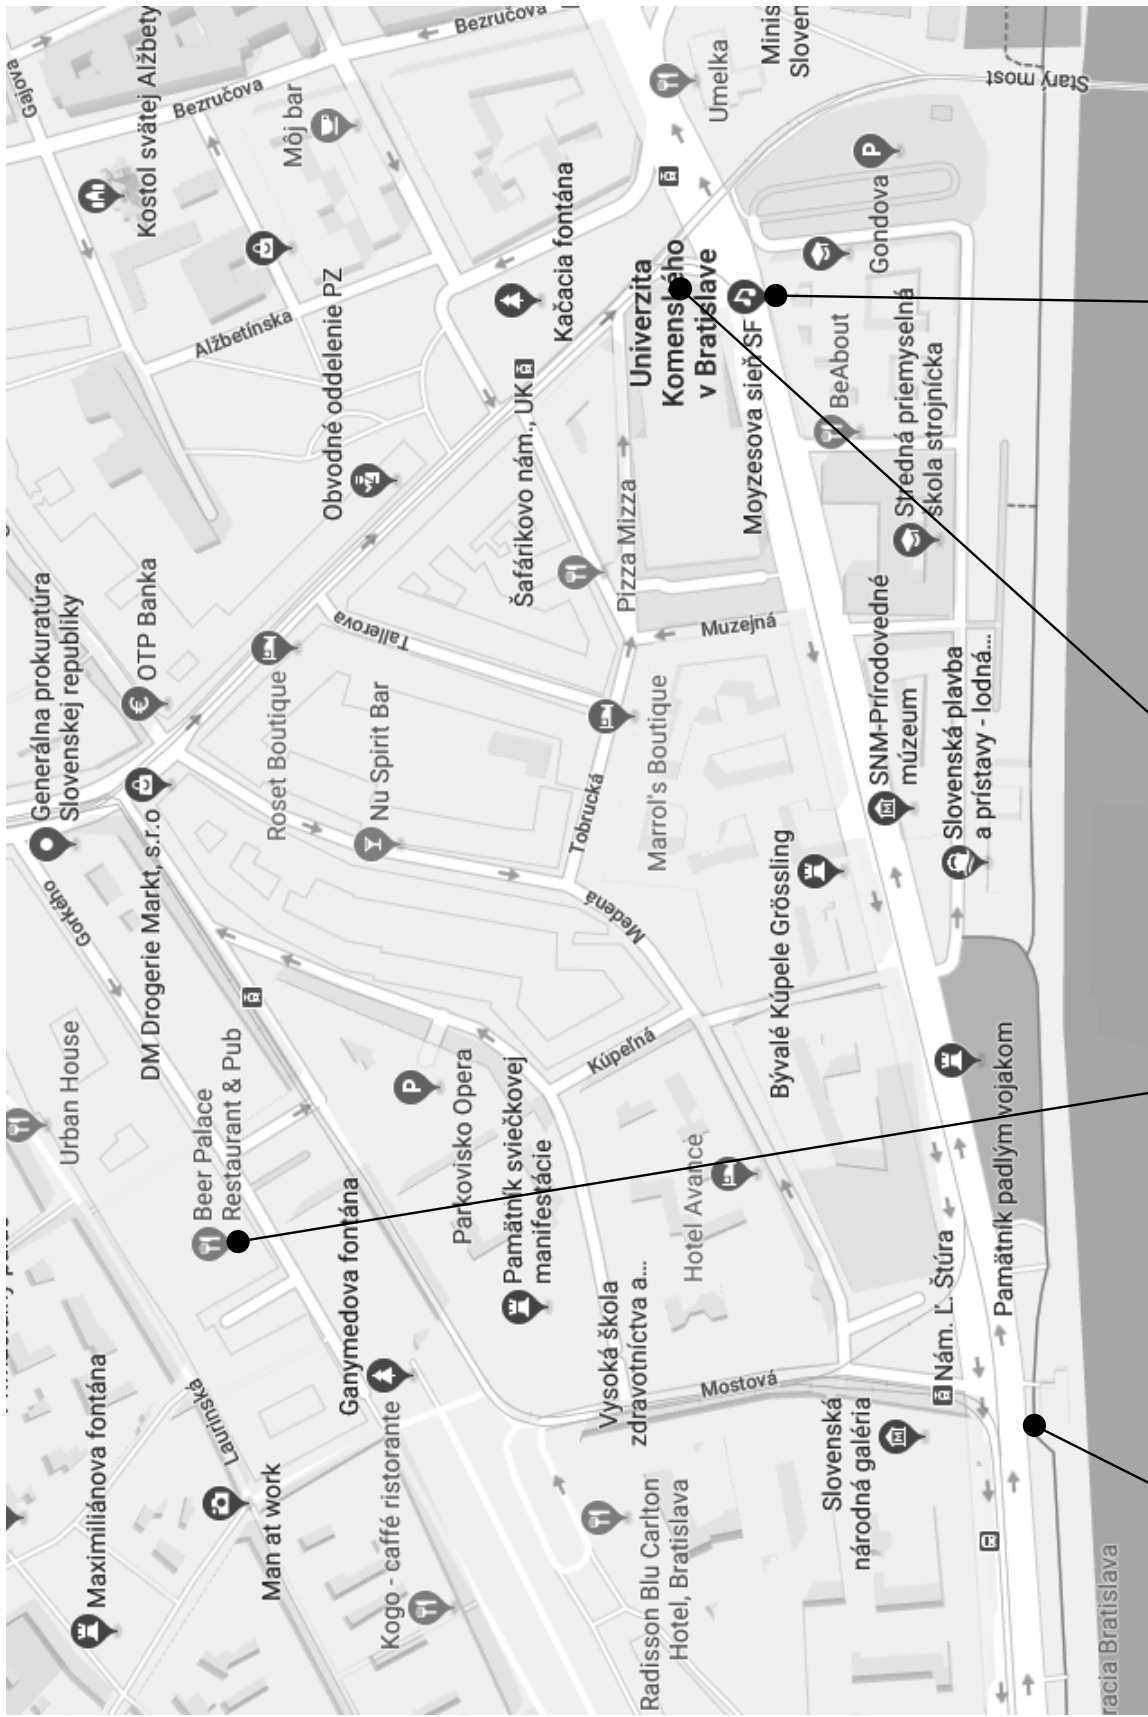 Gajova
Kostol svätej Alžbety
Bezručova
Bezručova
Môj bar
Umelka
Minis
Sloven
Starý most
Alžbetínska
Obvodné oddelenie PZ
Kačacia fontána
Univerzita
Komenského
v Bratislave
Moyzesova sieň SF
Gondova
BeAbout
Stredná priemyselná
škola strojnícka
Šafárikovo nám., UK
Pizza Mizza
Generálna prokuratúra
Slovenskej republiky
OTP Banka
Tallerova
Muzejná
Roset Boutique
Nu Spirit Bar
Marrol's Boutique
Tobrucká
SNM-Prírodovedné
múzeum
Slovenská plavba
a prístavy - lodná...
Gorkého
DM Drogerie Markt, s.r.o
Medená
Bývalé Kúpele Grössling
Urban House
Beer Palace
Restaurant & Pub
Kúpeľná
Parkovisko Opera
Pamätník sviečkovej
manifestácie
Hotel Avance
Pamätník padlým vojakom
Ganymedova fontána
Vysoká škola
zdravotníctva a...
Nám. Ľ. Štúra
Mostová
Maximiliánova fontána
Laurinská
Man at work
Kogo - caffé ristorante
Radisson Blu Carlton
Hotel, Bratislava
Slovenská
národná galéria
racia Bratislava